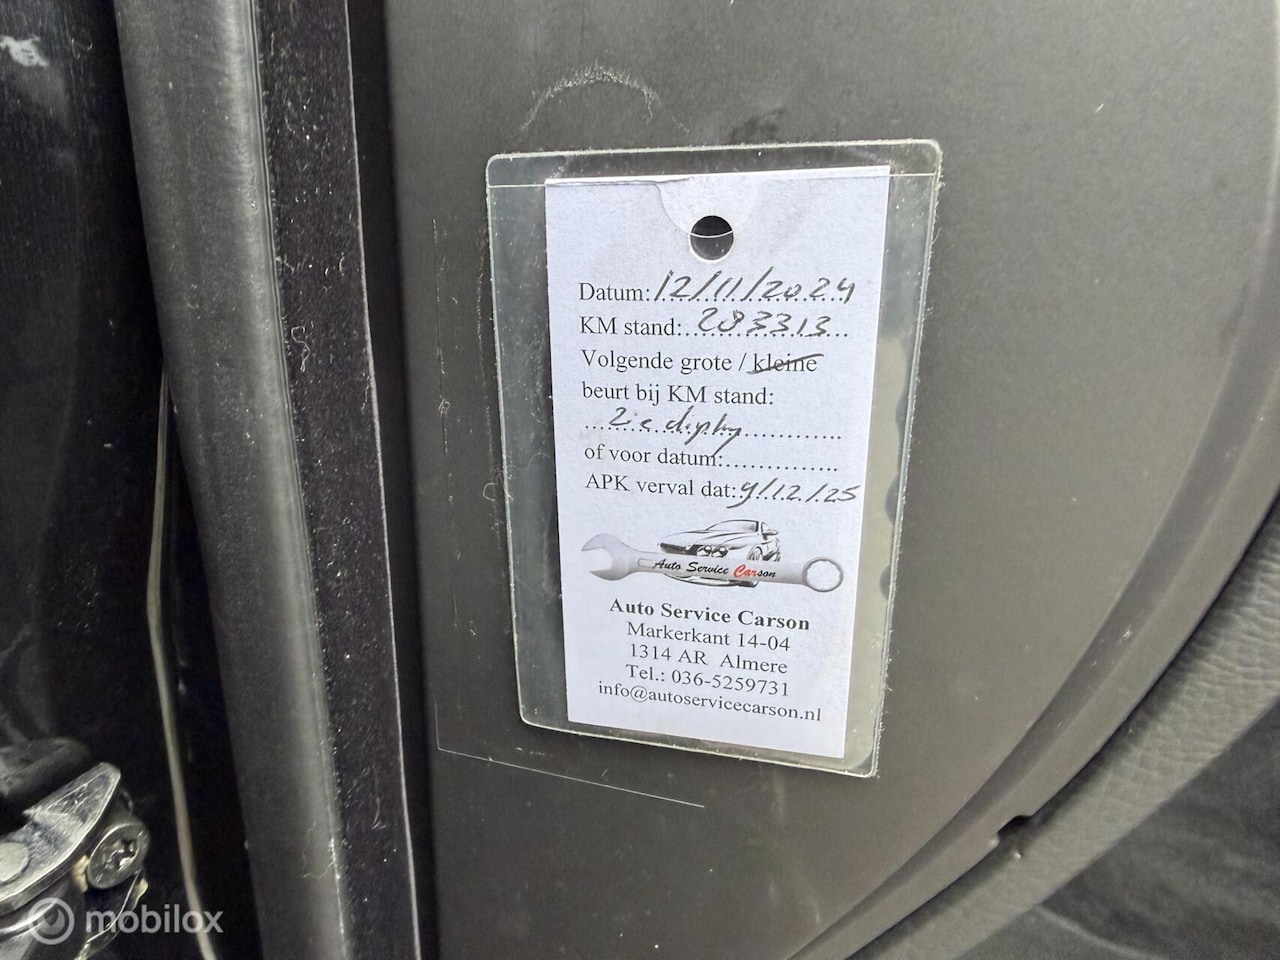 Datum: 12/11/2024
KM stand: 283313
Volgende grote / kleine
beurt bij KM stand:
Zie display
of voor datum:
APK verval dat: 9/12/25
Auto Service Carson
Auto Service Carson
Markerkant 14-04
1314 AR Almere
Tel.: 036-5259731
info@autoservicecarson.nl
mobilox